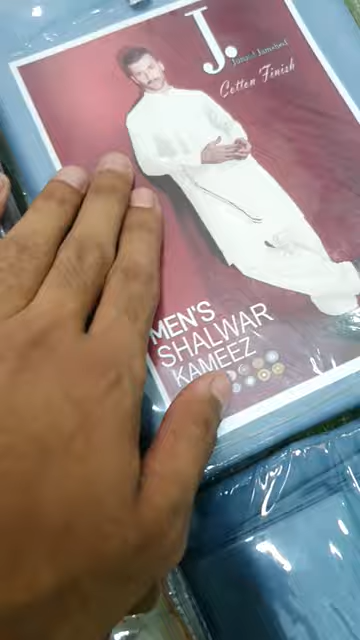 J.
Junaid Jamshed
Cotton Finish
MEN'S
SHALWAR
KAMEEZ